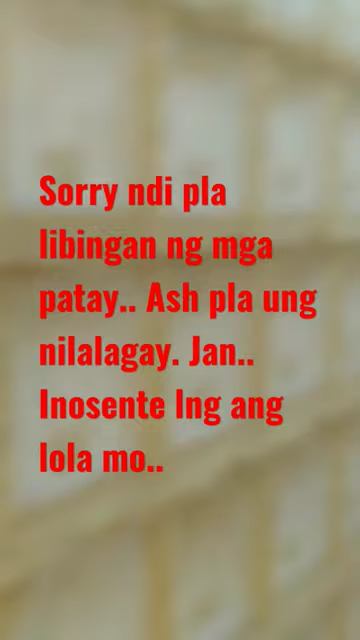 Sorry ndi pla
libingan ng mga
patay.. Ash pla ung
nilalagay. Jan..
Inosente lng ang
lola mo..